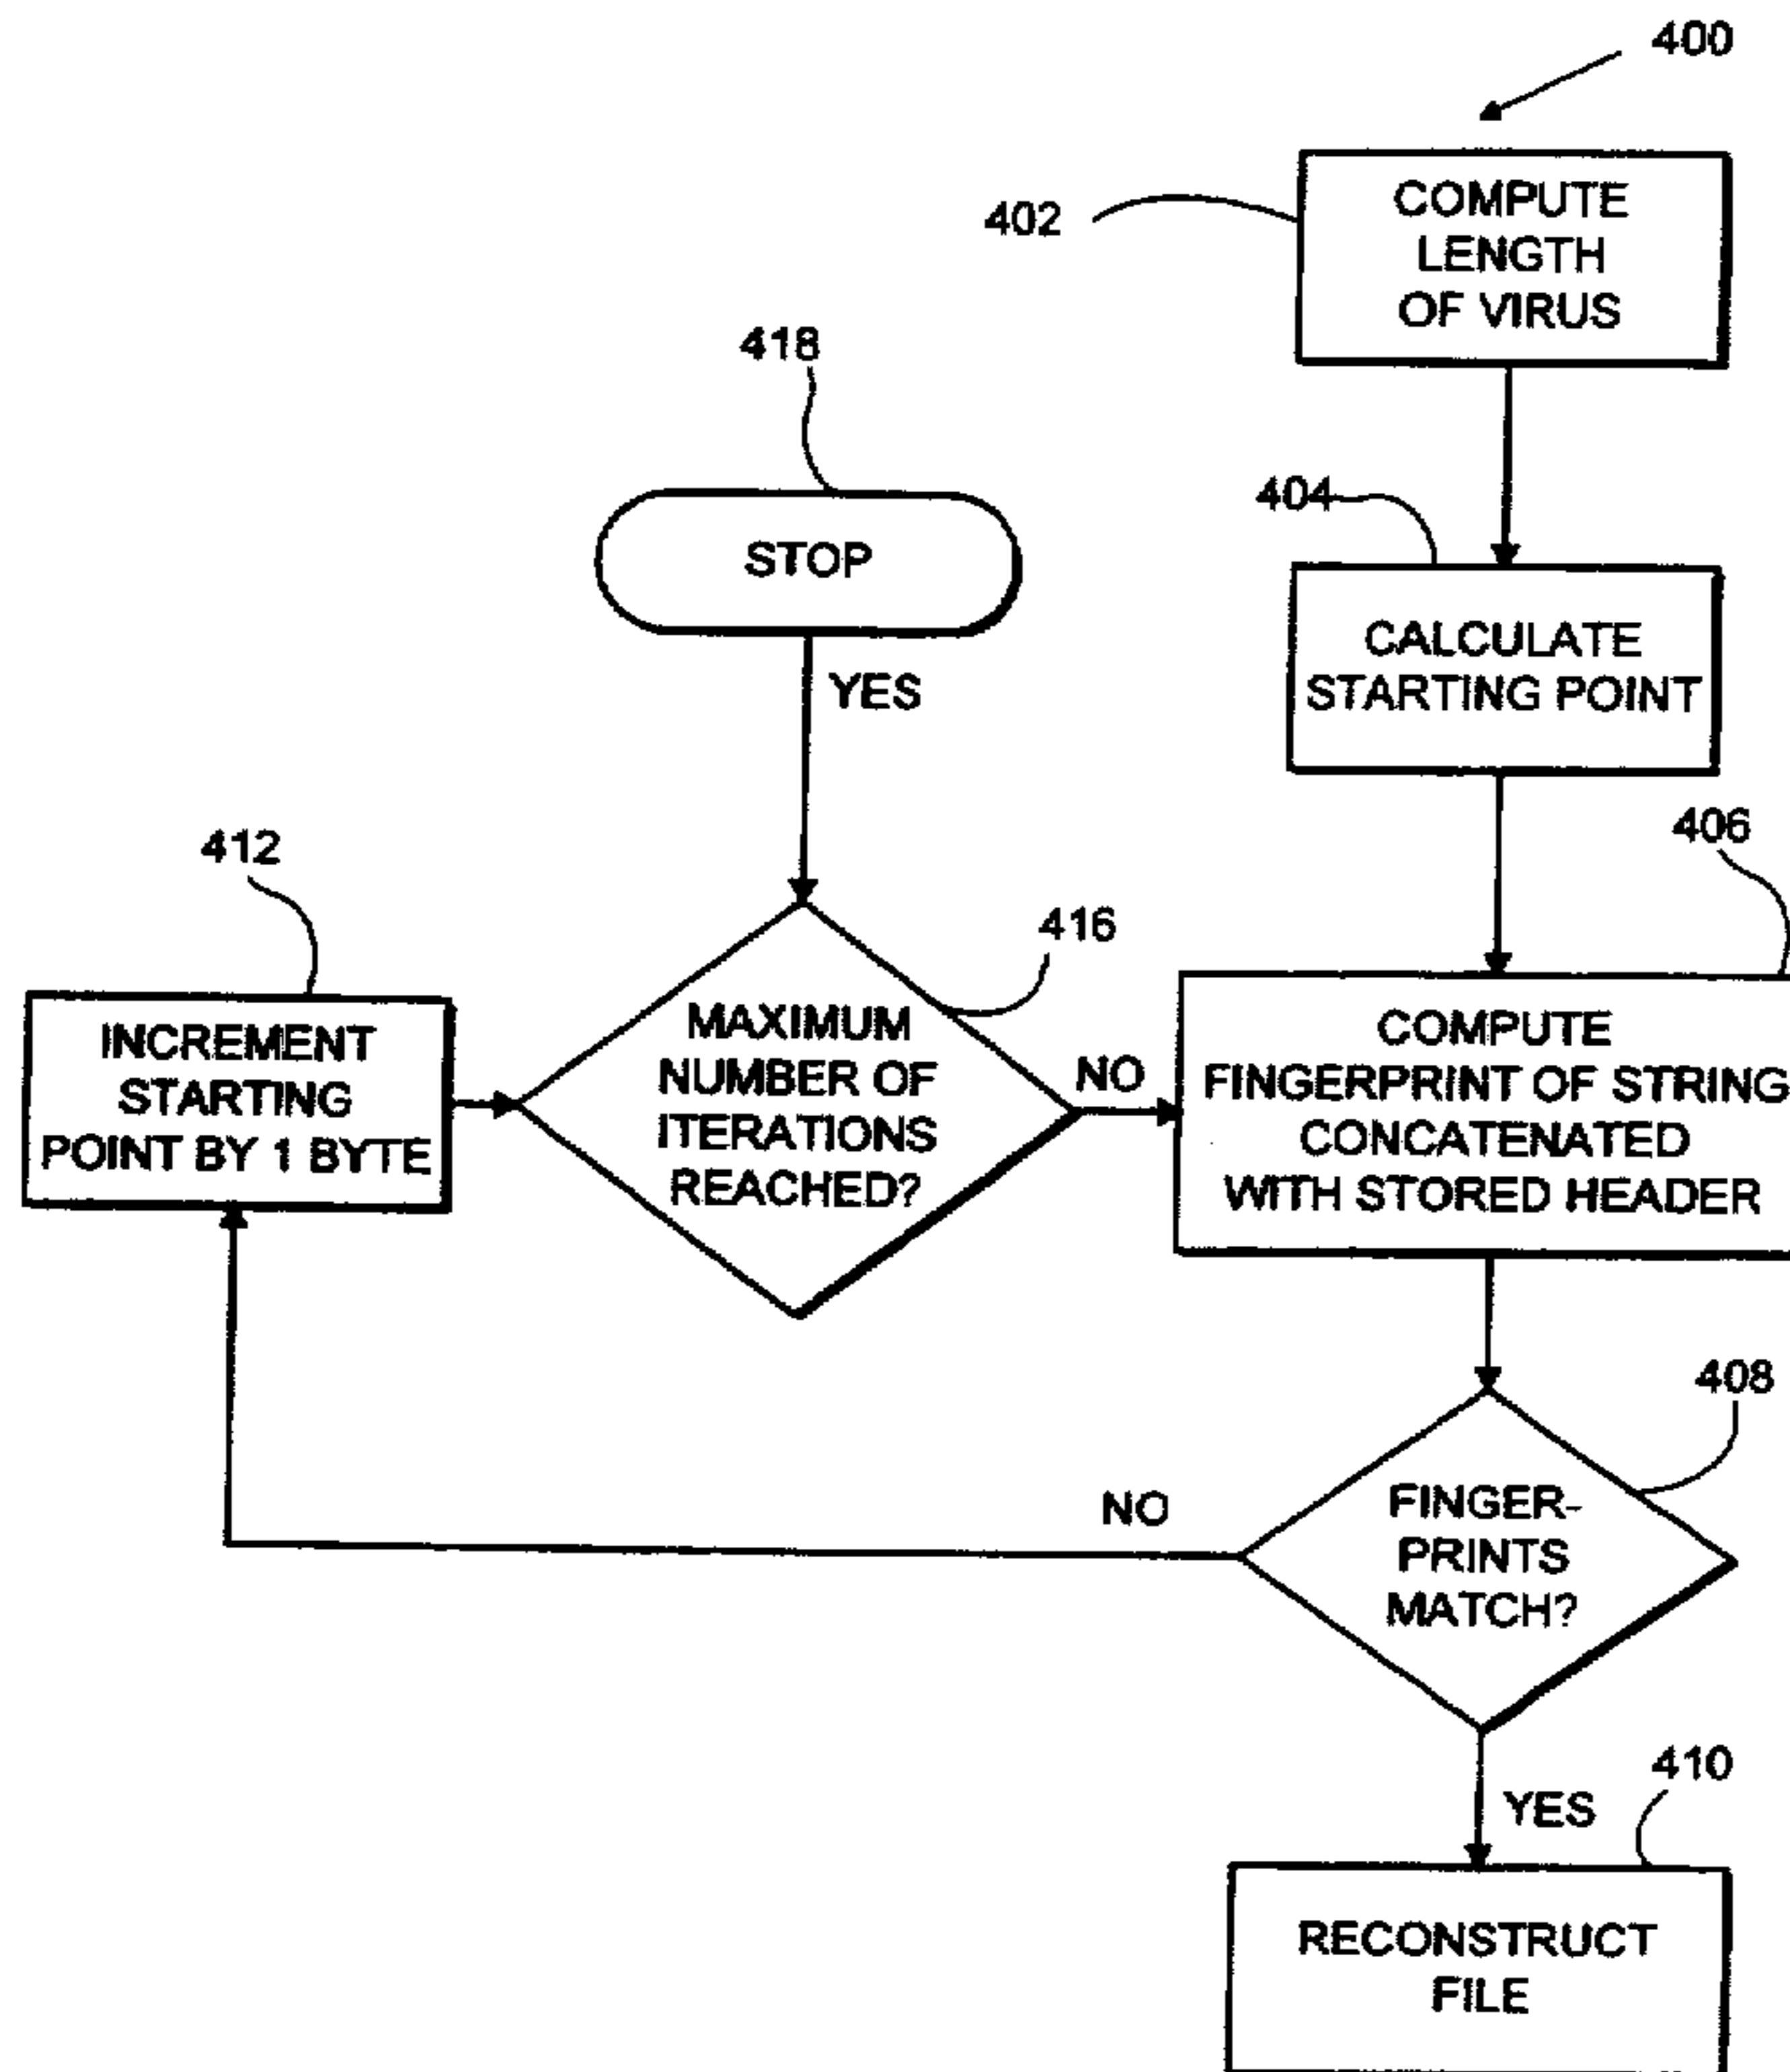 400
402
COMPUTE
LENGTH
OF VIRUS
418
STOP
YES
404
CALCULATE
STARTING POINT
412
INCREMENT
STARTING
POINT BY 1 BYTE
416
MAXIMUM
NUMBER OF
ITERATIONS
REACHED?
NO
406
COMPUTE
FINGERPRINT OF STRING
CONCATENATED
WITH STORED HEADER
408
FINGER-
PRINTS
MATCH?
NO
YES
410
RECONSTRUCT
FILE